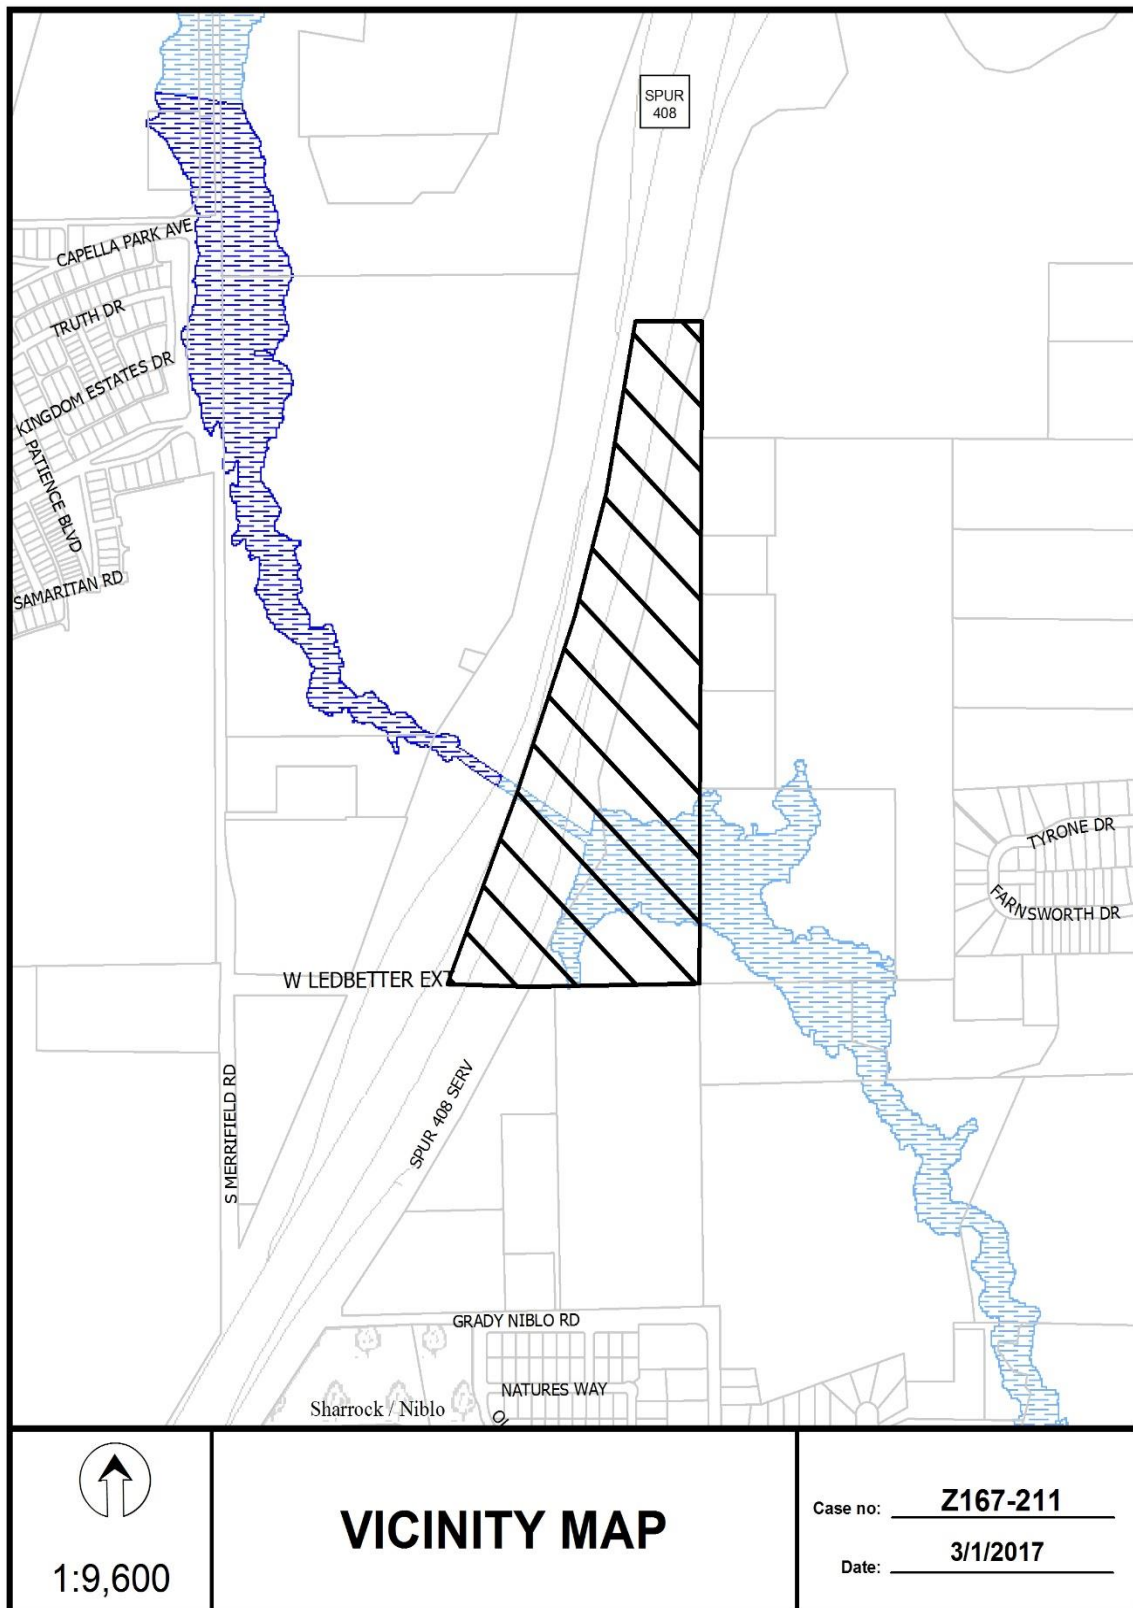 SPUR
408
CAPELLA PARK AVE
TRUTH DR
KINGDOM ESTATES DR
PATIENCE BLVD
SAMARITAN RD
TYRONE DR
FARNSWORTH DR
W LEDBETTER EXT
S MERRIFIELD RD
SPUR 408 SERV
GRADY NIBLO RD
NATURES WAY
Sharrock / Niblo
1:9,600
VICINITY MAP
Case no: Z167-211
Date: 3/1/2017